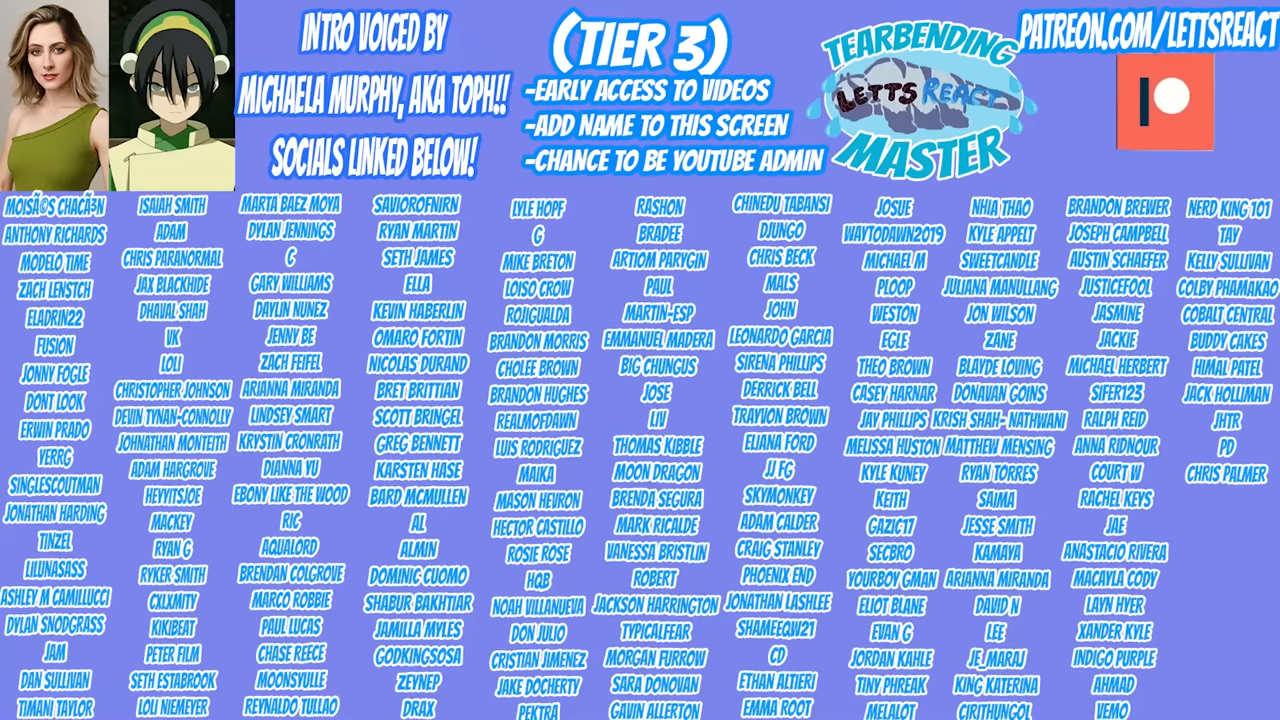 INTRO VOICED BY
MICHAELA MURPHY, AKA TOPH!!
SOCIALS LINKED BELOW!
(TIER 3)
-EARLY ACCESS TO VIDEOS
-ADD NAME TO THIS SCREEN
-CHANCE TO BE YOUTUBE ADMIN
TEARBENDING
LETTS REACT
MASTER
PATREON.COM/LETTSREACT
MOISÃ©S CHACÃ3N
ANTHONY RICHARDS
MODELO TIME
ZACH LENSTCH
ELADRIN22
FUSION
JONNY FOGLE
DONT LOOK
ERWIN PRADO
YERRG
SINGLESCOUTMAN
JONATHAN HARDING
TINZEL
LILUNASASS
ASHLEY M CAMILLUCCI
DYLAN SNODGRASS
JAM
DAN SULLIVAN
TIMANI TAYLOR
ISAIAH SMITH
ADAM
CHRIS PARANORMAL
JAX BLACKHIDE
DHAVAL SHAH
VK
LOLI
CHRISTOPHER JOHNSON
DEVIN TYNAN-CONNOLLY
JOHNATHAN MONTEITH
ADAM HARGROVE
HEYYITSJOE
MACKEY
RYAN G
RYKER SMITH
CXLXMITY
KIKIBEAT
PETER FILM
SETH ESTABROOK
LOLI NIEMEYER
MARTA BAEZ MOYA
DYLAN JENNINGS
C
GARY WILLIAMS
DAYLIN NUNEZ
JENNY BE
ZACH FEIFEL
ARIANNA MIRANDA
LINDSEY SMART
KRYSTIN CRONRATH
DIANNA YU
EBONY LIKE THE WOOD
RIC
AQUALORD
BRENDAN COLGROVE
MARCO ROBBIE
PAUL LUCAS
CHASE REECE
MOONSYULLE
REYNALDO TULLAO
SAVIOROFNIRN
RYAN MARTIN
SETH JAMES
ELLA
KEVIN HABERLIN
OMARO FORTIN
NICOLAS DURAND
BRET BRITTIAN
SCOTT BRINGEL
GREG BENNETT
KARSTEN HASE
BARD MCMULLEN
AL
ALMIN
DOMINIC CUOMO
SHABUR BAKHTIAR
JAMILLA MYLES
GODKINGSOSA
ZEYNEP
DRAX
LYLE HOPF
G
MIKE BRETON
LOISO CROW
ROJIGUALDA
BRANDON MORRIS
CHOLEE BROWN
BRANDON HUGHES
REALMOFDAWN
LUIS RODRIGUEZ
MAIKA
MASON HEVRON
HECTOR CASTILLO
ROSIE ROSE
HQB
NOAH VILLANUEVA
DON JULIO
CRISTIAN JIMENEZ
JAKE DOCHERTY
PEKTRA
RASHON
BRADEE
ARTIOM PARYGIN
PAUL
MARTIN-ESP
EMMANUEL MADERA
BIG CHUNGUS
JOSE
LIV
THOMAS KIBBLE
MOON DRAGON
BRENDA SEGURA
MARK RICALDE
VANESSA BRISTLIN
ROBERT
JACKSON HARRINGTON
TYPICALFEAR
MORGAN FURROW
SARA DONOVAN
GAVIN ALLERTON
CHINEDU TABANSI
DJUNGO
CHRIS BECK
MALS
JOHN
LEONARDO GARCIA
SIRENA PHILLIPS
DERRICK BELL
TRAYVON BROWN
ELIANA FORD
JJ FG
SKYMONKEY
ADAM CALDER
CRAIG STANLEY
PHOENIX END
JONATHAN LASHLEE
SHAMEEQW21
CD
ETHAN ALTIERI
EMMA ROOT
JOSUE
WAYTODAWN2019
MICHAEL M
PLOOP
WESTON
EGLE
THEO BROWN
CASEY HARNAR
JAY PHILLIPS
MELISSA HUSTON
KYLE KUNEY
KEITH
GAZIC17
SECBRO
YOURBOY GMAN
ELIOT BLANE
EVAN G
JORDAN KAHLE
TINY PHREAK
MELALOT
NHIA THAO
KYLE APPELT
SWEETCANDLE
JULIANA MANULLANG
JON WILSON
ZANE
BLAYDE LOVING
DONAVAN GOINS
KRISH SHAH- NATHWANI
MATTHEW MENSING
RYAN TORRES
SAIMA
JESSE SMITH
KAMAYA
ARIANNA MIRANDA
DAVID N
LEE
JE_MARAJ
KING KATERINA
CIRITHUNGOL
BRANDON BREWER
JOSEPH CAMPBELL
AUSTIN SCHAEFER
JUSTICEFOOL
JASMINE
JACKIE
MICHAEL HERBERT
SIFER123
RALPH REID
ANNA RIDNOUR
COURT W
RACHEL KEYS
JAE
ANASTACIO RIVERA
MACAYLA CODY
LAYN HYER
XANDER KYLE
INDIGO PURPLE
AHMAD
VEMO
NERD KING 101
TAY
KELLY SULLIVAN
COLBY PHAMAKAO
COBALT CENTRAL
BUDDY CAKES
HIMAL PATEL
JACK HOLLIMAN
JHTR
PD
CHRIS PALMER